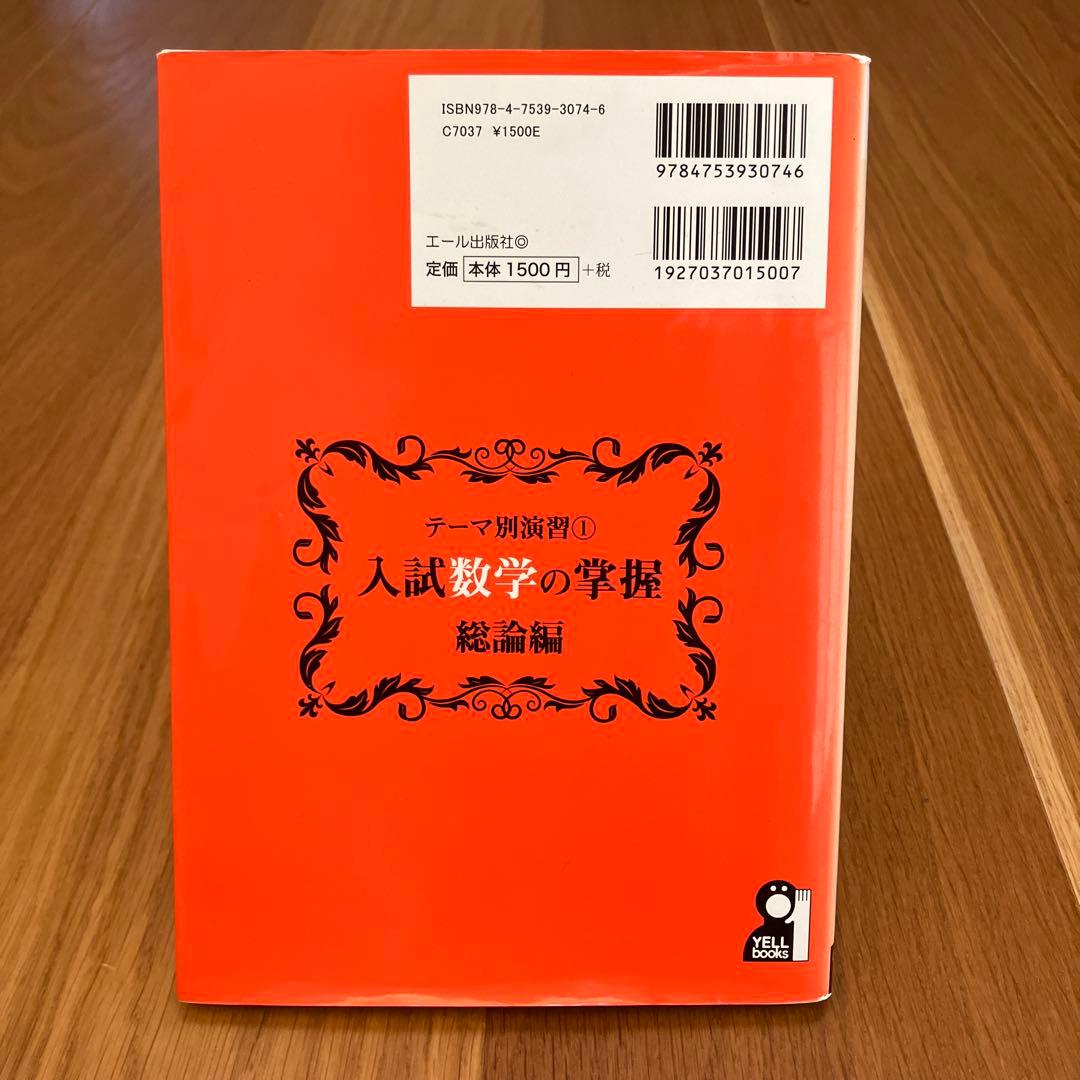 ISBN978-4-7539-3074-6
C7037 ¥1500E
9784753930746
エール出版社◎
定価 本体1500円 +税
1927037015007
テーマ別演習①
入試数学の掌握
総論編
YELL
books